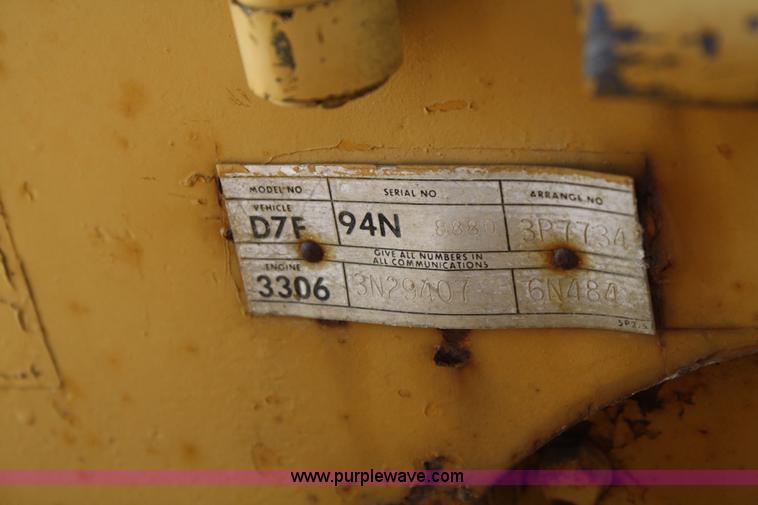 MODEL NO SERIAL NO ARRANGE NO
VEHICLE
D7F 94N 3P7734
GIVE ALL NUMBERS IN
ALL COMMUNICATIONS
ENGINE
3306 3N29407 6N484
www.purplewave.com